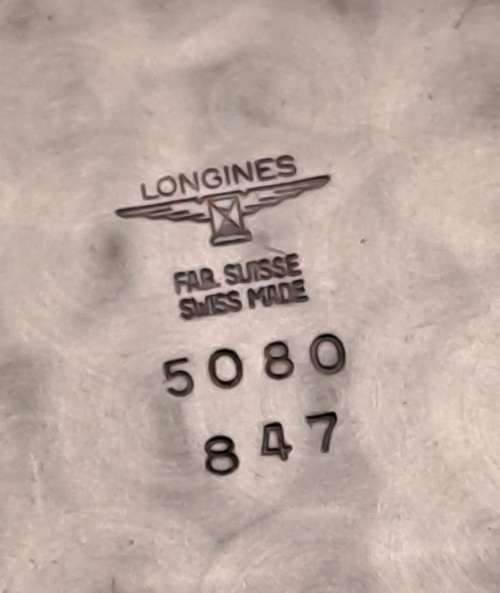 LONGINES
FAB. SUISSE
SWISS MADE
5080
847